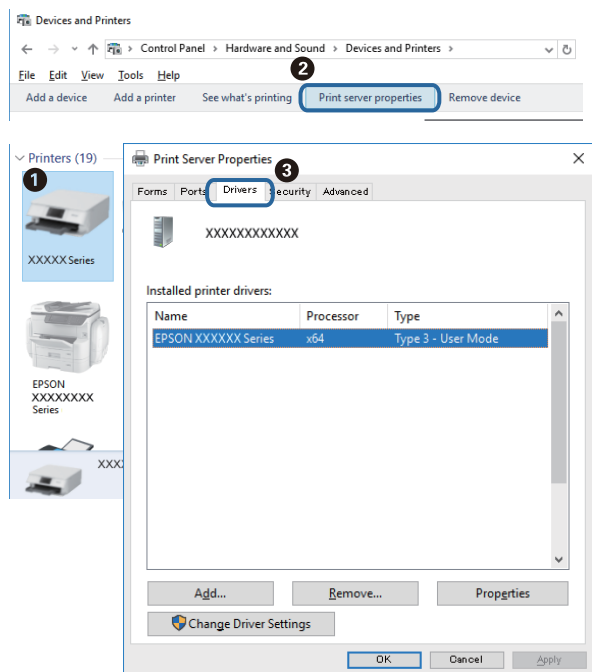 Devices and Printers
Control Panel > Hardware and Sound > Devices and Printers >
File Edit View Tools Help
2
Add a device Add a printer See what's printing Print server properties Remove device
Printers (19)
1
XXXXX Series
EPSON
XXXXXXXX
Series
XXX
Print Server Properties
3
Forms Ports Drivers Security Advanced
XXXXXXXXXXXX
Installed printer drivers:
Name Processor Type
EPSON XXXXXX Series x64 Type 3 - User Mode
Add... Remove... Properties
Change Driver Settings
OK Cancel Apply